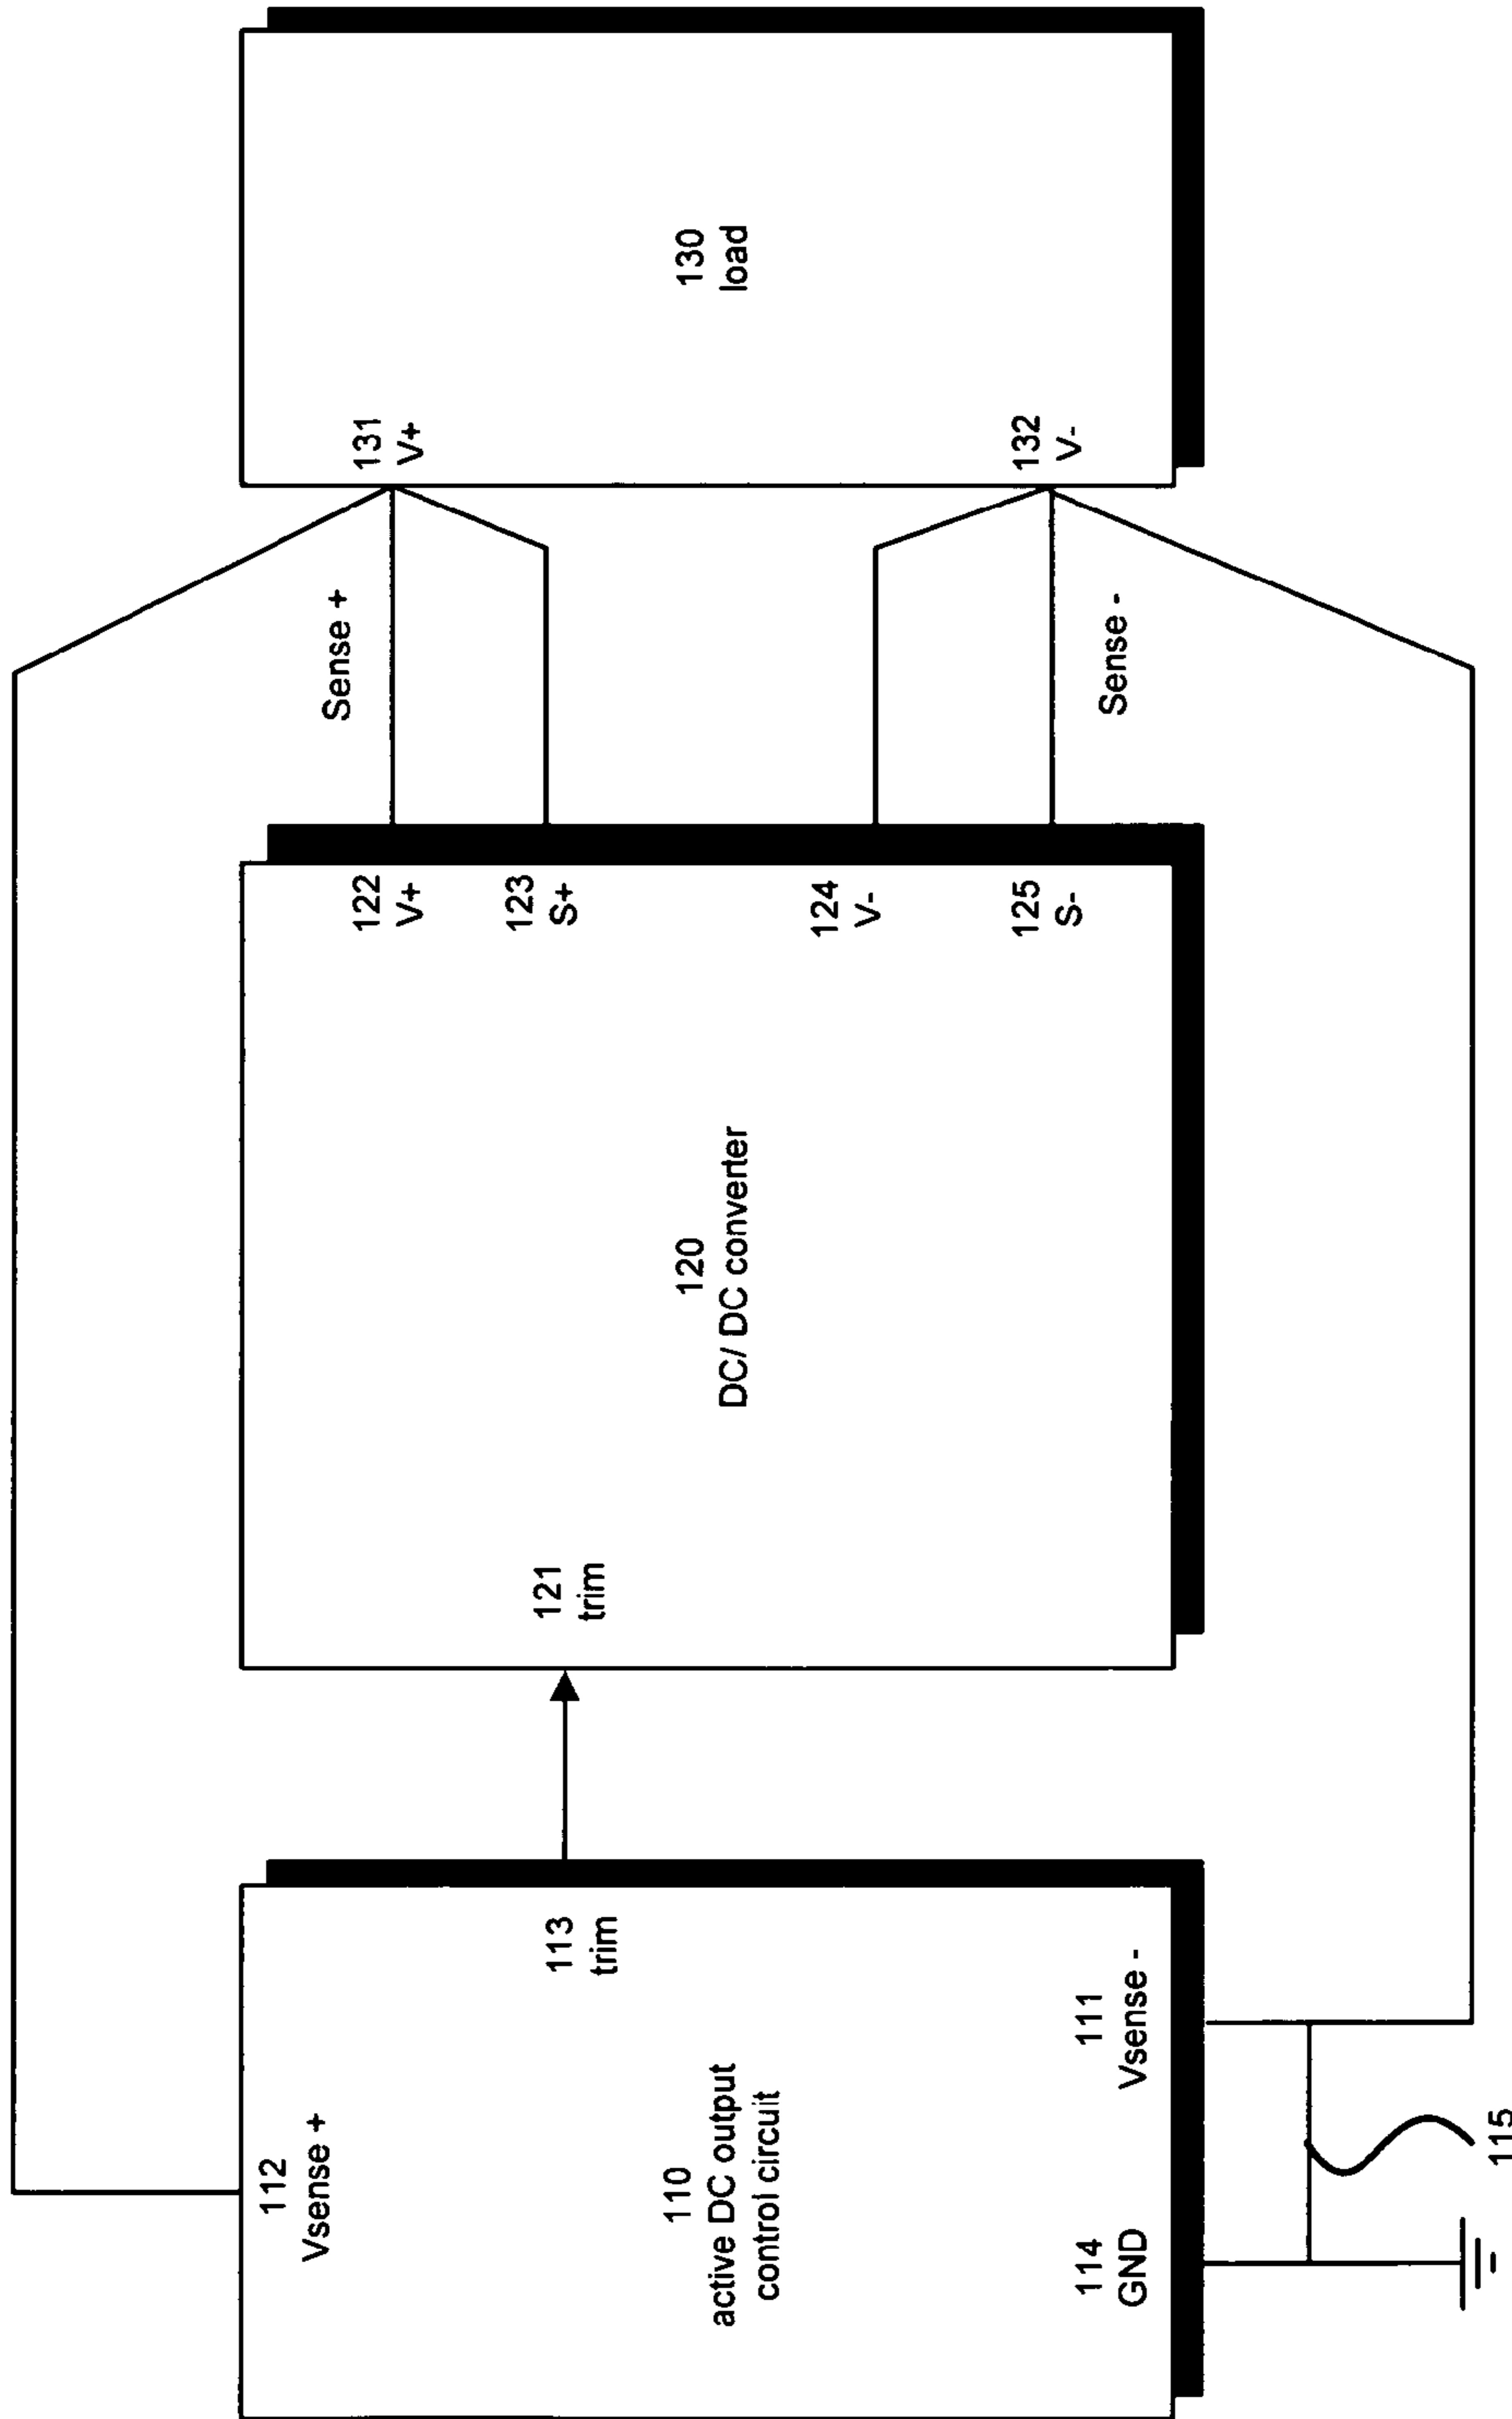 112
Vsense +
113
trim
110
active DC output
control circuit
114
GND
111
Vsense -
115
121
trim
120
DC/ DC converter
122
V+
123
S+
124
V-
125
S-
Sense +
Sense -
131
V+
130
load
132
V-